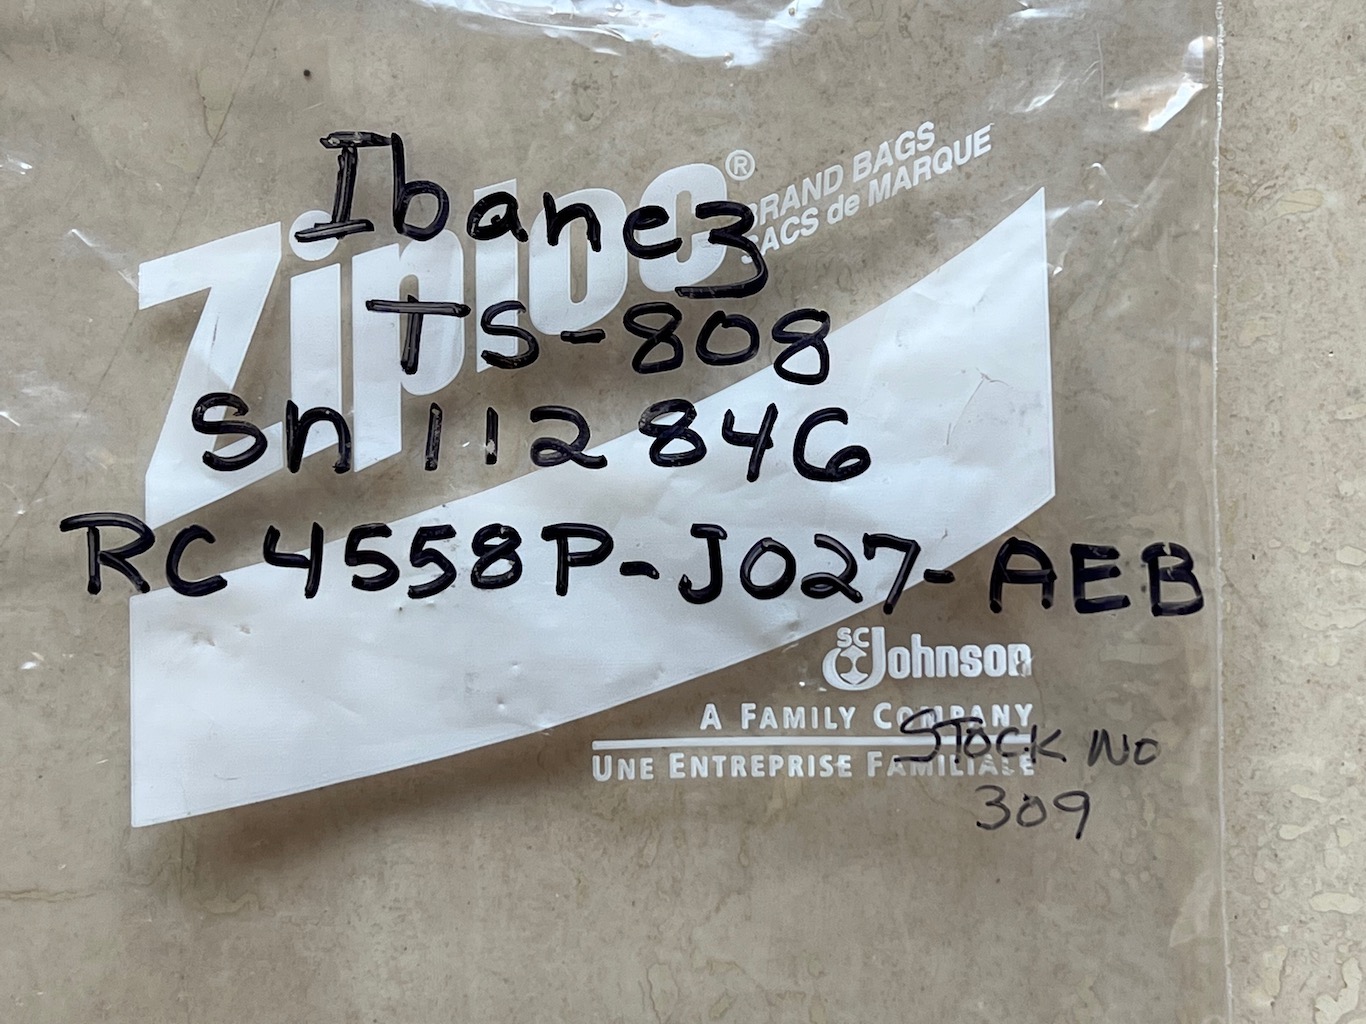 Ibanez
Ziploc®
BRAND BAGS
SACS de MARQUE
TS-808
Sn 112846
RC4558P-J027-AEB
SC Johnson
A FAMILY COMPANY
UNE ENTREPRISE FAMILIALE
STOCK NO
309